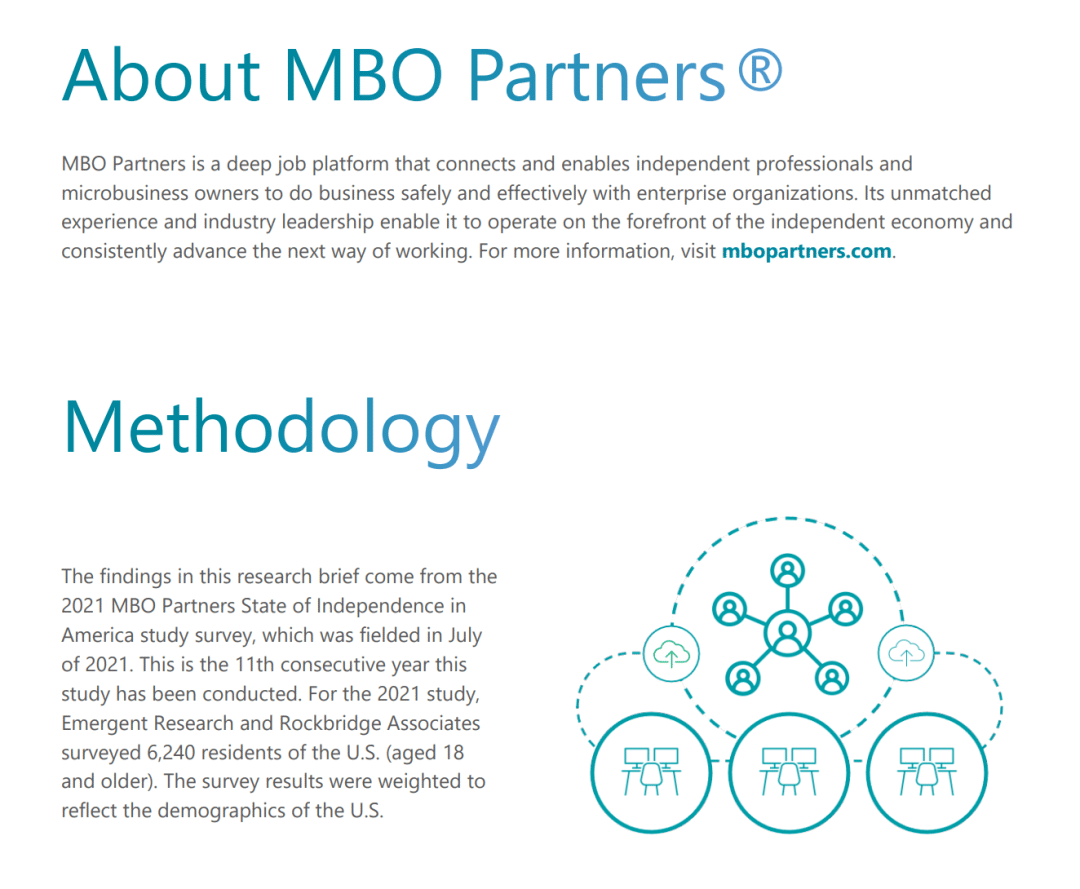 About MBO Partners®
MBO Partners is a deep job platform that connects and enables independent professionals and
microbusiness owners to do business safely and effectively with enterprise organizations. Its unmatched
experience and industry leadership enable it to operate on the forefront of the independent economy and
consistently advance the next way of working. For more information, visit mbopartners.com.
Methodology
The findings in this research brief come from the
2021 MBO Partners State of Independence in
America study survey, which was fielded in July
of 2021. This is the 11th consecutive year this
study has been conducted. For the 2021 study,
Emergent Research and Rockbridge Associates
surveyed 6,240 residents of the U.S. (aged 18
and older). The survey results were weighted to
reflect the demographics of the U.S.